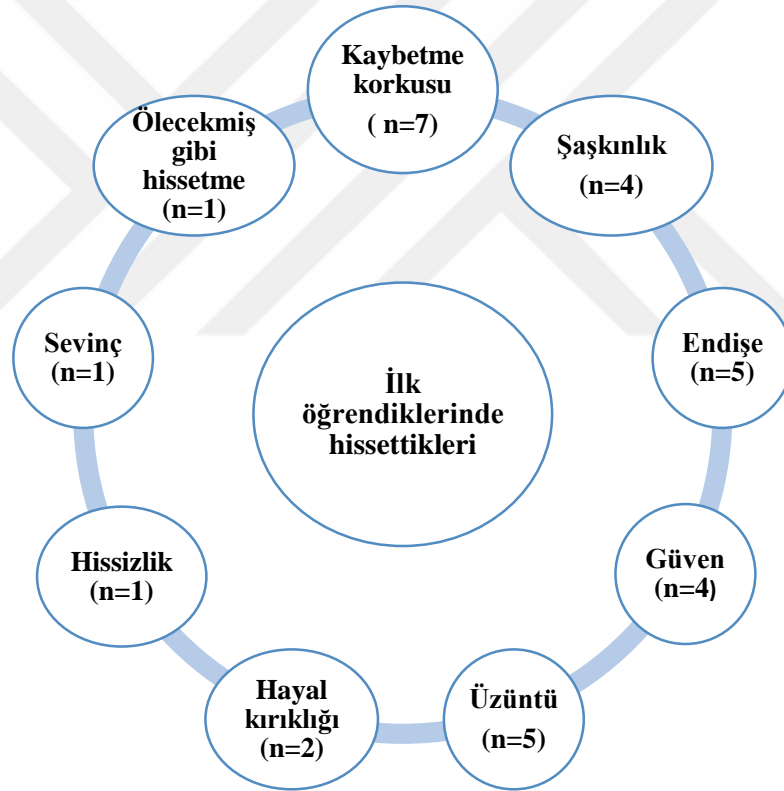 Kaybetme
korkusu
( n=7)
Şaşkınlık
(n=4)
Endişe
(n=5)
Güven
(n=4)
Üzüntü
(n=5)
Hayal
kırıklığı
(n=2)
Hissizlik
(n=1)
Sevinç
(n=1)
Ölecekmiş
gibi
hissetme
(n=1)
İlk
öğrendiklerinde
hissettikleri